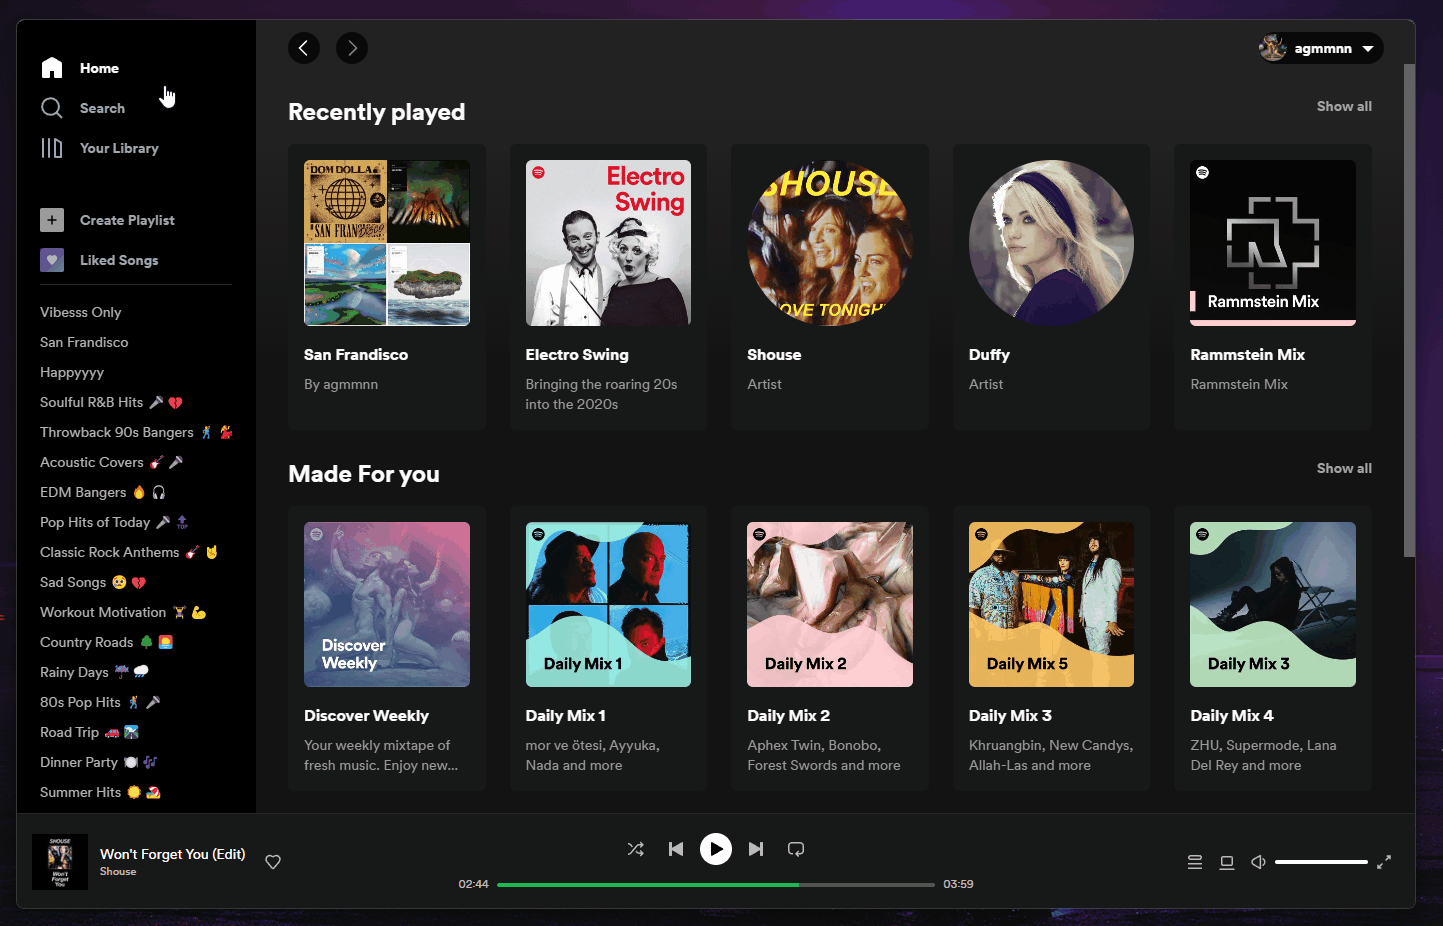 Home
Search
Your Library
Create Playlist
Liked Songs
Vibesss Only
San Frandisco
Happyyyy
Soulful R&B Hits 🎤 💔
Throwback 90s Bangers 🕺 💃
Acoustic Covers 🎸 🎤
EDM Bangers 🔥 🎧
Pop Hits of Today 🎤 🔝
Classic Rock Anthems 🎸 🤘
Sad Songs 😢 💔
Workout Motivation 🏋️ 💪
Country Roads 🌳 🌅
Rainy Days ☔ 🌧️
80s Pop Hits 🕺 🎤
Road Trip 🚗 🛣️
Dinner Party 🍽️ 🎶
Summer Hits ☀️ 🏖️
agmmnn
Recently played
Show all
DOM DOLLA
SAN FRANDISCO
San Frandisco
By agmmnn
Electro
Swing
Electro Swing
Bringing the roaring 20s
into the 2020s
SHOUSE
LOVE TONIGHT
Shouse
Artist
Duffy
Artist
Rammstein Mix
Rammstein Mix
Rammstein Mix
Made For you
Show all
Discover
Weekly
Discover Weekly
Your weekly mixtape of
fresh music. Enjoy new...
Daily Mix 1
Daily Mix 1
mor ve ötesi, Ayyuka,
Nada and more
Daily Mix 2
Daily Mix 2
Aphex Twin, Bonobo,
Forest Swords and more
Daily Mix 5
Daily Mix 3
Khruangbin, New Candys,
Allah-Las and more
Daily Mix 3
Daily Mix 4
ZHU, Supermode, Lana
Del Rey and more
SHOUSE
Won't
Forget
You
Won't Forget You (Edit)
Shouse
02:44
03:59